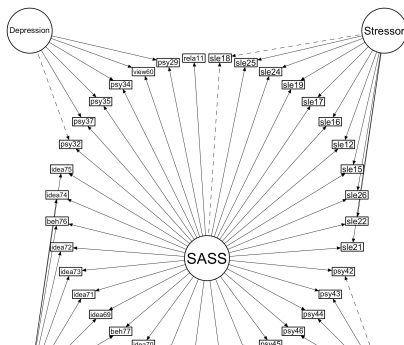 Depression
Stressor
psy29
rela11
sle18
sle25
view60
sle24
psy34
sle19
psy35
sle17
psy37
sle16
psy32
sle12
idea75
sle15
idea74
sle26
beh76
sle22
idea72
sle21
SASS
idea73
psy42
idea71
psy43
idea69
psy44
beh77
psy46
idea70
psy45